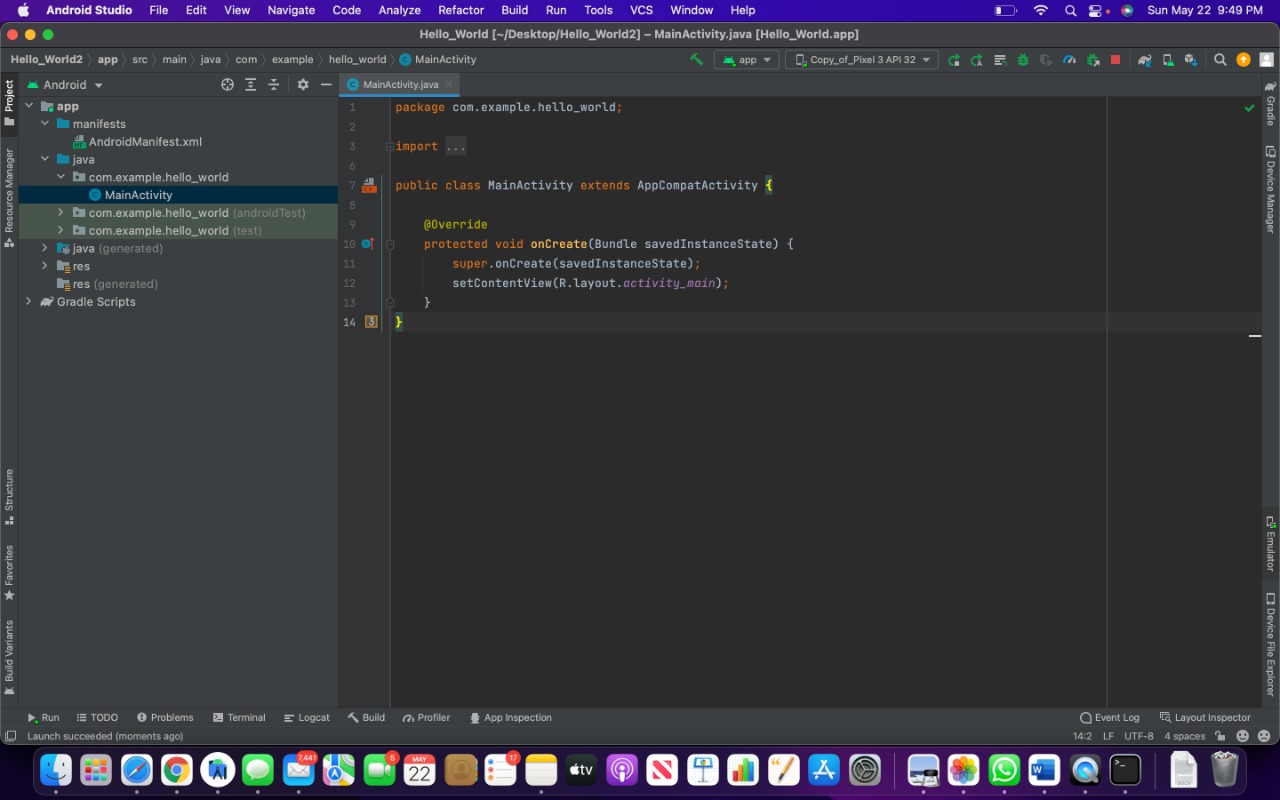 Android Studio File Edit View Navigate Code Analyze Refactor Build Run Tools VCS Window Help Sun May 22 9:49 PM
Hello_World [~/Desktop/Hello_World2] – MainActivity.java [Hello_World.app]
Hello_World2 app src main java com example hello_world MainActivity app Copy_of_Pixel 3 API 32
Project
Resource Manager
Structure
Favorites
Build Variants
Android
app
manifests
AndroidManifest.xml
java
com.example.hello_world
MainActivity
com.example.hello_world (androidTest)
com.example.hello_world (test)
java (generated)
res
res (generated)
Gradle Scripts
MainActivity.java
1 package com.example.hello_world;
2
3 import ...
6
7 public class MainActivity extends AppCompatActivity {
8
9 @Override
10 protected void onCreate(Bundle savedInstanceState) {
11 super.onCreate(savedInstanceState);
12 setContentView(R.layout.activity_main);
13 }
14 3 }
Gradle
Device Manager
Emulator
Device File Explorer
Run TODO Problems Terminal Logcat Build Profiler App Inspection Event Log Layout Inspector
Launch succeeded (moments ago) 14:2 LF UTF-8 4 spaces
7,441 5 MAY 22 17 tv